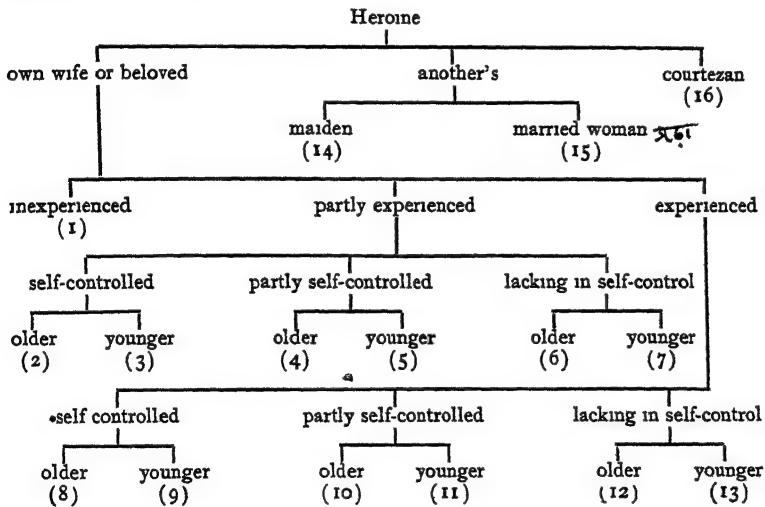 Heroine
own wife or beloved another's courtezan
(16)
maiden married woman
(14) (15)
inexperienced partly experienced experienced
(1)
self-controlled partly self-controlled lacking in self-control
older younger older younger older younger
(2) (3) (4) (5) (6) (7)
self controlled partly self-controlled lacking in self-control
older younger older younger older younger
(8) (9) (10) (11) (12) (13)